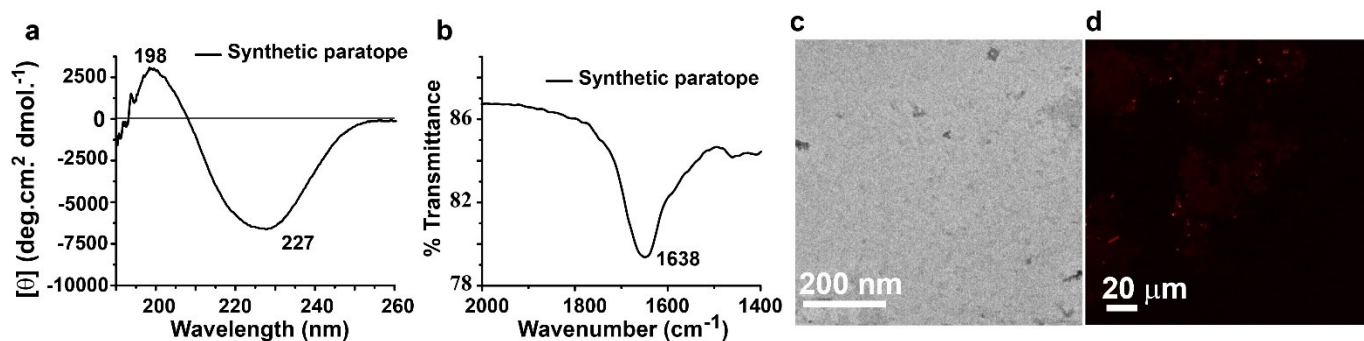 a
198
Synthetic paratope
2500
0
-2500
-5000
-7500
-10000
227
[θ] (deg.cm.² dmol.⁻¹)
200 220 240 260
Wavelength (nm)
b
Synthetic paratope
86
82
78
% Transmittance
1638
2000 1800 1600 1400
Wavenumber (cm⁻¹)
c
200 nm
d
20 µm